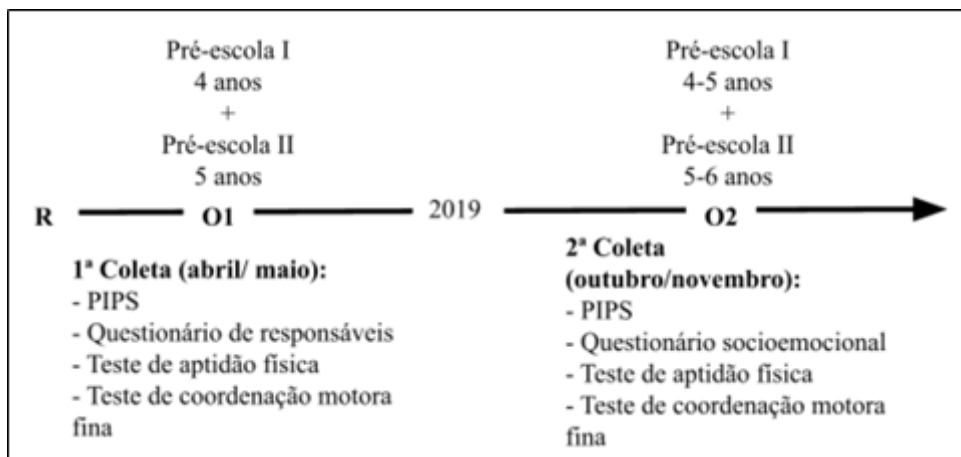 Pré-escola I
4 anos
+
Pré-escola II
5 anos
Pré-escola I
4-5 anos
+
Pré-escola II
5-6 anos
R O1 2019 O2
1ª Coleta (abril/ maio):
- PIPS
- Questionário de responsáveis
- Teste de aptidão física
- Teste de coordenação motora
fina
2ª Coleta
(outubro/novembro):
- PIPS
- Questionário socioemocional
- Teste de aptidão física
- Teste de coordenação motora
fina